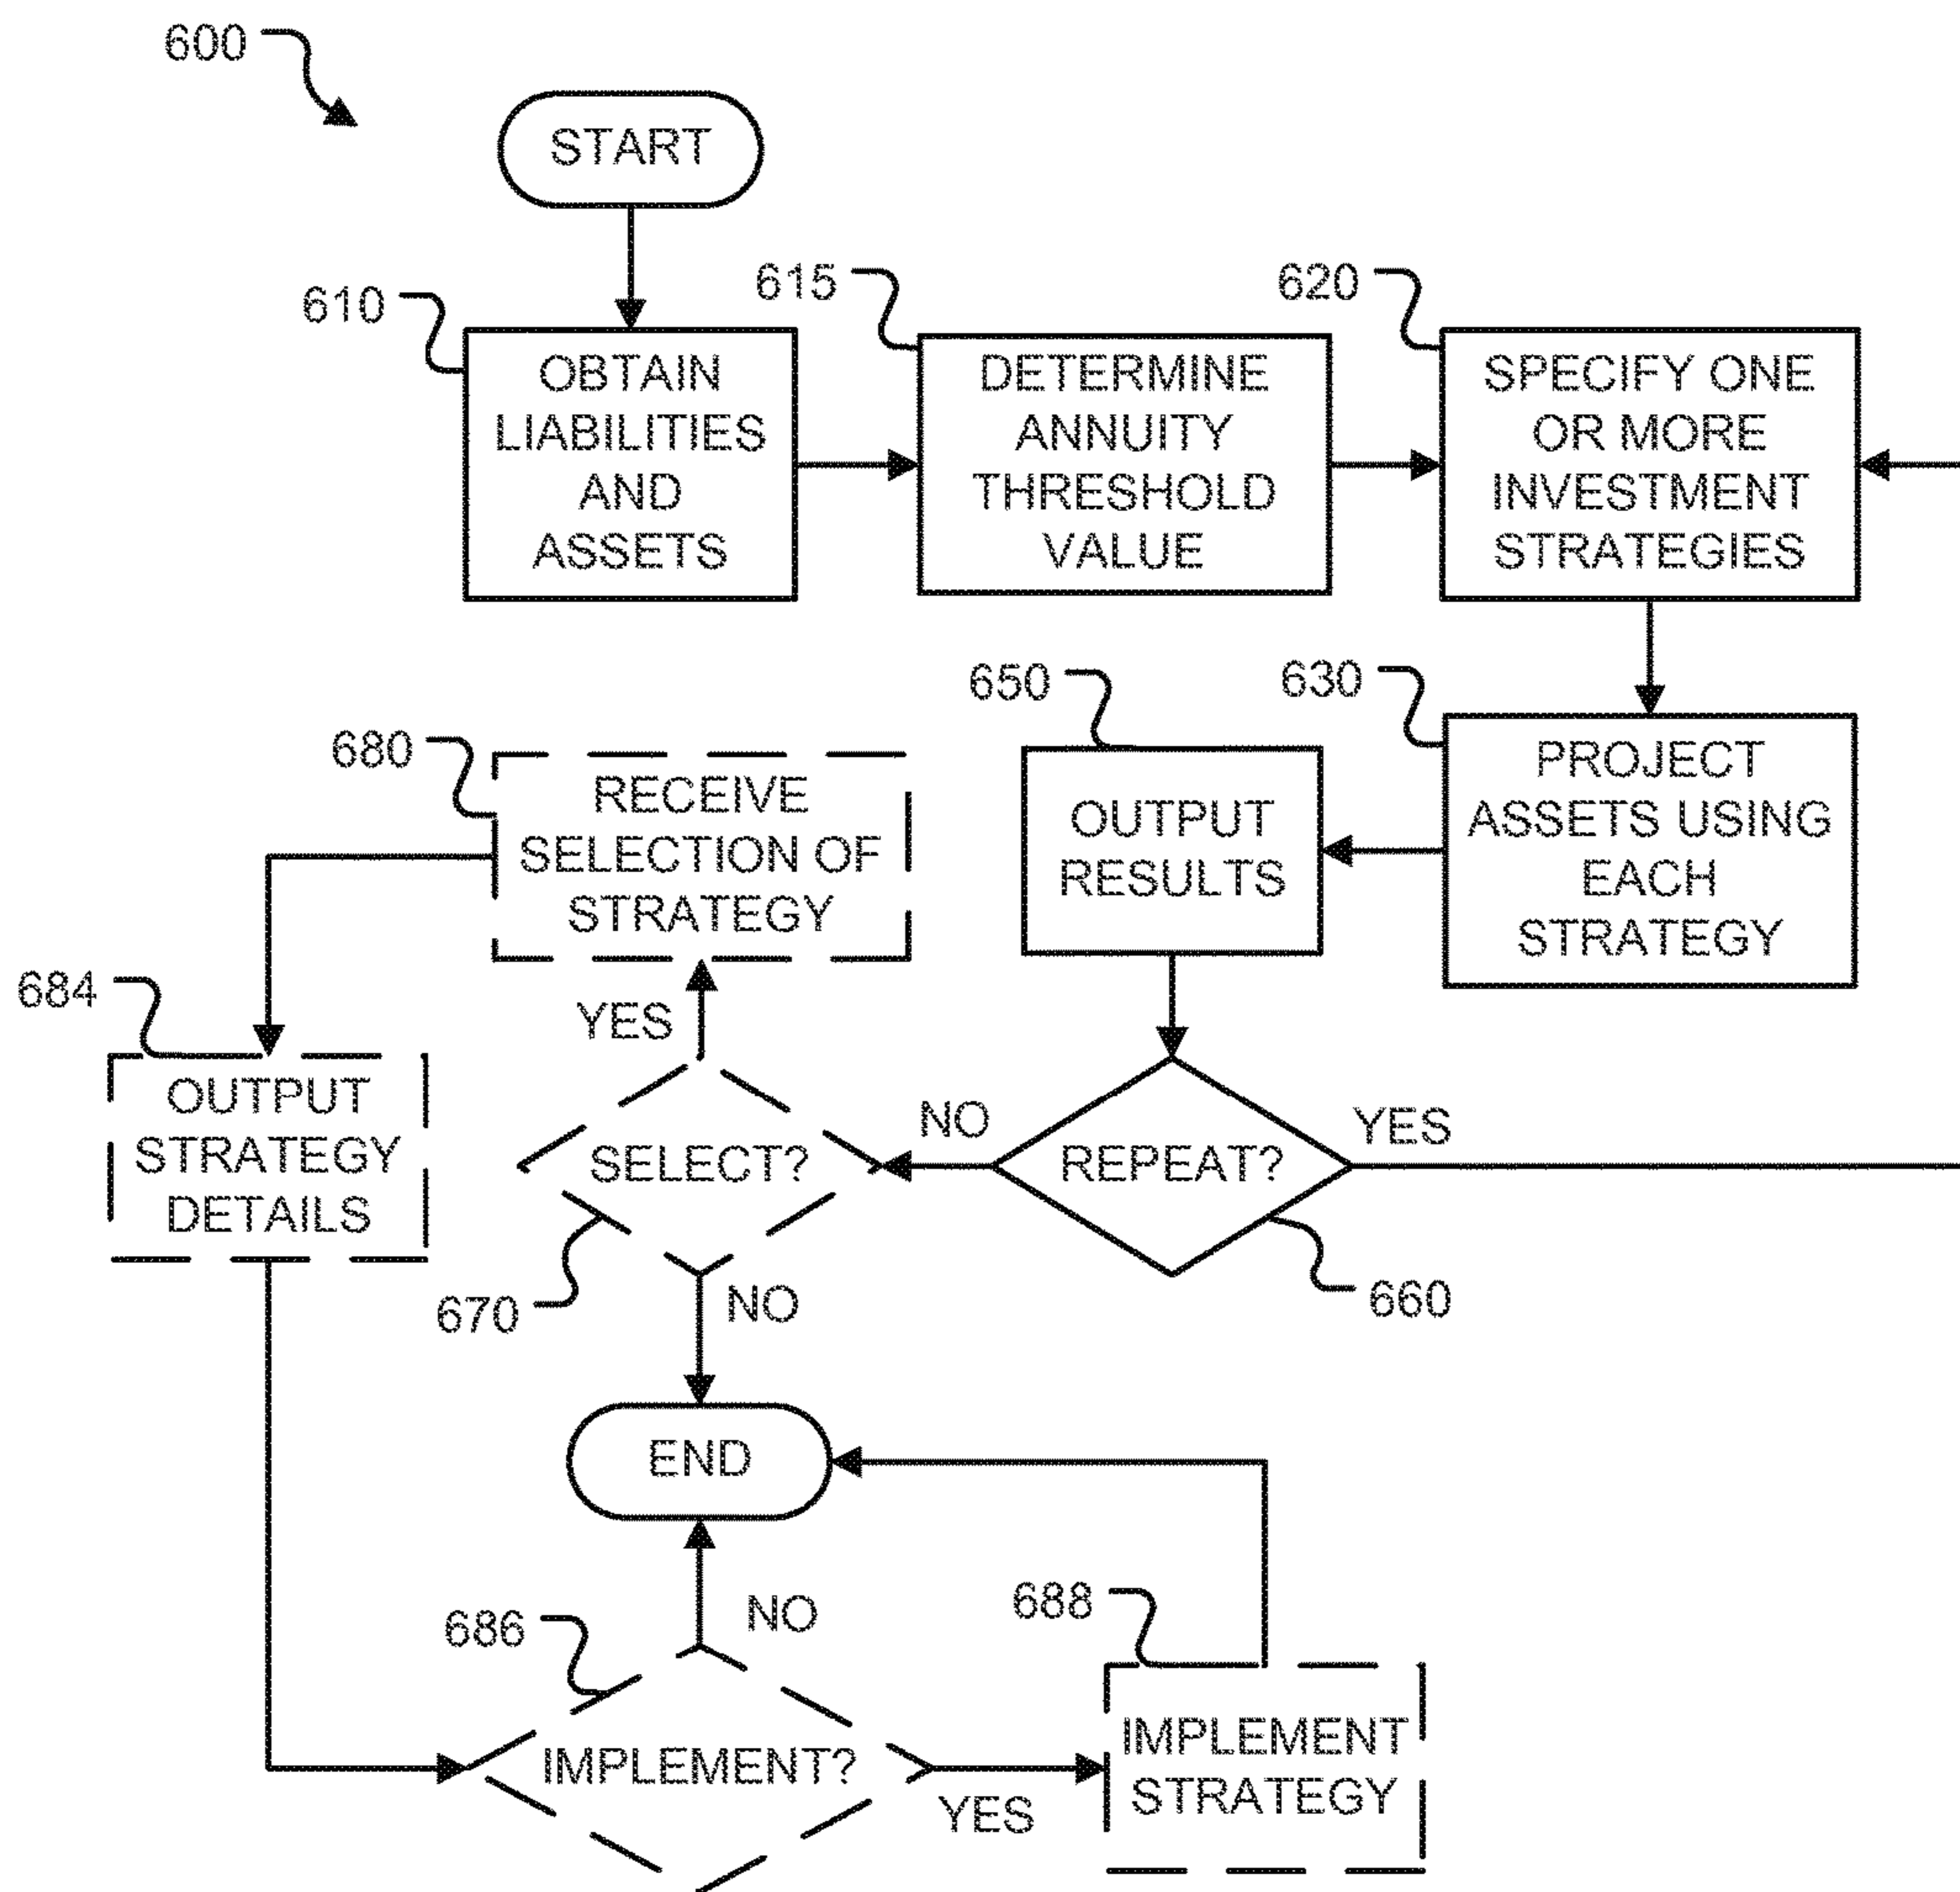 600
START
610
OBTAIN
LIABILITIES
AND
ASSETS
615
DETERMINE
ANNUITY
THRESHOLD
VALUE
620
SPECIFY ONE
OR MORE
INVESTMENT
STRATEGIES
630
PROJECT
ASSETS USING
EACH
STRATEGY
650
OUTPUT
RESULTS
REPEAT?
660
YES
NO
SELECT?
670
YES
NO
680
RECEIVE
SELECTION OF
STRATEGY
684
OUTPUT
STRATEGY
DETAILS
END
686
IMPLEMENT?
NO
YES
688
IMPLEMENT
STRATEGY